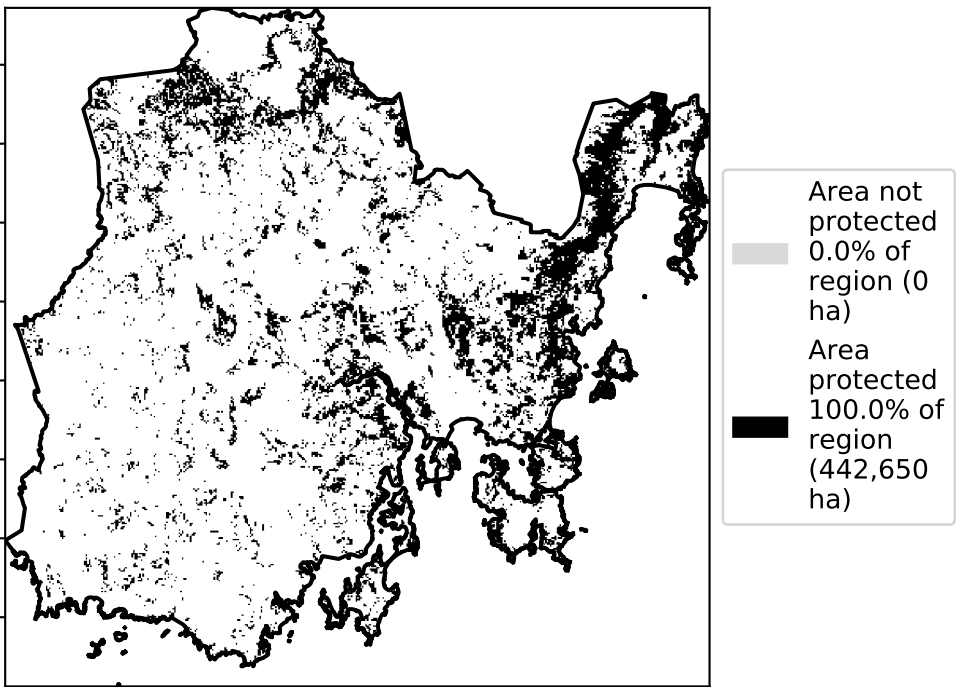 Area not
protected
0.0% of
region (0
ha)
Area
protected
100.0% of
region
(442,650
ha)